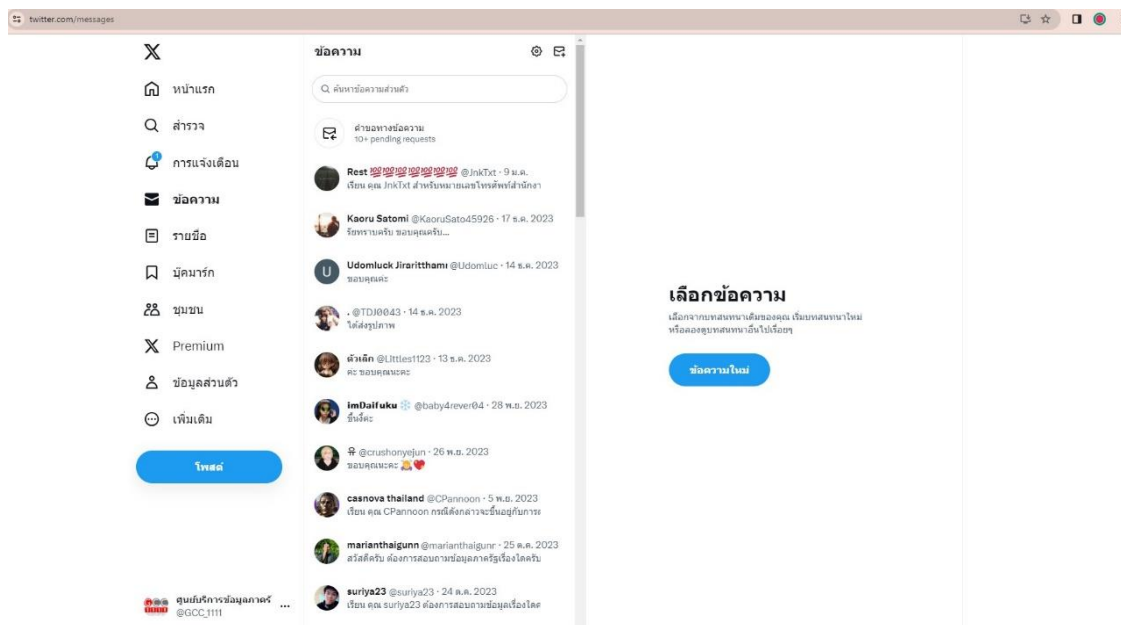 twitter.com/messages
หน้าแรก
สำรวจ
1
การแจ้งเตือน
ข้อความ
รายชื่อ
บุ๊คมาร์ก
ชุมชน
Premium
ข้อมูลส่วนตัว
เพิ่มเติม
โพสต์
ศูนย์บริการข้อมูลภาครั
@GCC_1111
ข้อความ
ค้นหาข้อความส่วนตัว
คำขอทางข้อความ
10+ pending requests
Rest 💯💯💯💯💯💯💯 @JnkTxt · 9 ม.ค.
เรียน คุณ JnkTxt สำหรับหมายเลขโทรศัพท์สำนักงา
Kaoru Satomi @KaoruSato45926 · 17 ธ.ค. 2023
รับทราบครับ ขอบคุณครับ...
U
Udomluck Jiraritthamr @Udomluc · 14 ธ.ค. 2023
ขอบคุณค่ะ
. @TDJ0043 · 14 ธ.ค. 2023
ได้ส่งรูปภาพ
ตัวเล็ก @LIttles1123 · 13 ธ.ค. 2023
ค่ะ ขอบคุณนะคะ
imDaifuku ❄️ @baby4rever04 · 28 พ.ย. 2023
@crushonyejun · 26 พ.ย. 2023
ขอบคุณนะคะ
casnova thailand @CPannoon · 5 พ.ย. 2023
เรียน คุณ CPannoon กรณีดังกล่าวจะขึ้นอยู่กับการ
marianthaigunn @marianthaigunr · 25 ต.ค. 2023
สวัสดีครับ ต้องการสอบถามข้อมูลภาครัฐเรื่องใดครับ
suriya23 @suriya23 · 24 ต.ค. 2023
เรียน คุณ suriya23 ต้องการสอบถามข้อมูลเรื่องใด
เลือกข้อความ
เลือกจากบทสนทนาเดิมของคุณ เริ่มบทสนทนาใหม่
หรือลองดูบทสนทนาอื่นไปเรื่อยๆ
ข้อความใหม่